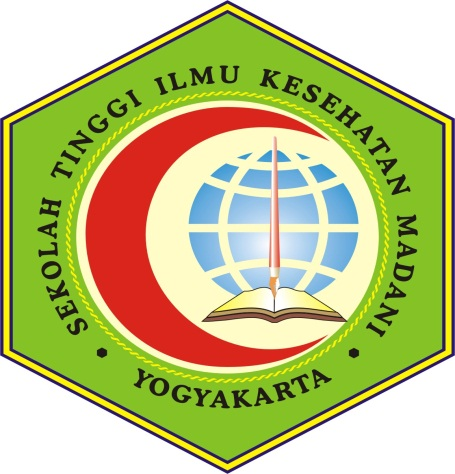 SEKOLAH TINGGI ILMU KESEHATAN MADANI
• YOGYAKARTA •